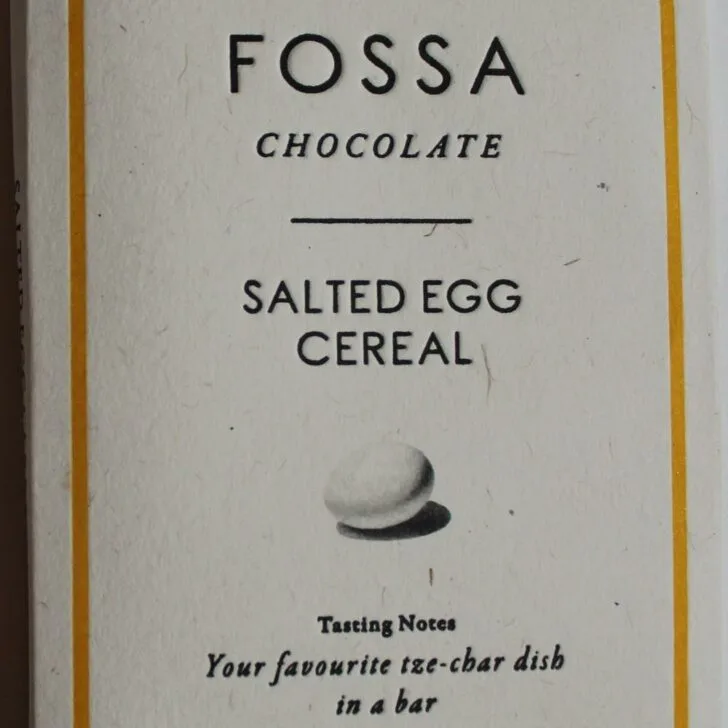 FOSSA
CHOCOLATE
SALTED EGG
CEREAL
Tasting Notes
Your favourite tze-char dish
in a bar